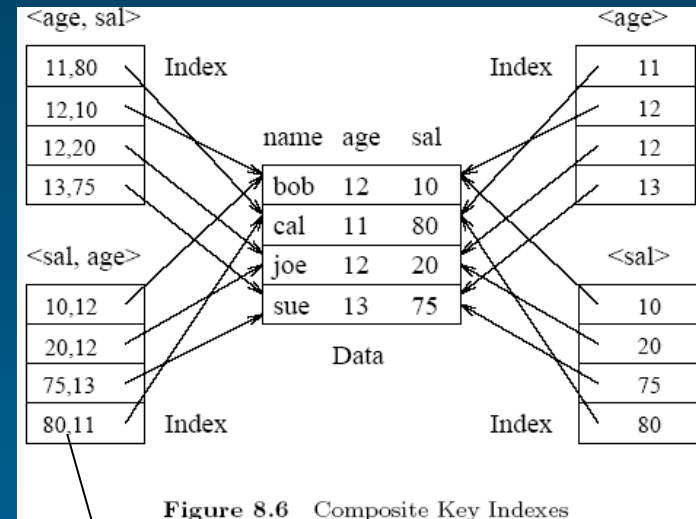 <age, sal>
11,80
12,10
12,20
13,75
Index
<sal, age>
10,12
20,12
75,13
80,11
Index
name age sal
bob 12 10
cal 11 80
joe 12 20
sue 13 75
Data
<age>
Index
11
12
12
13
<sal>
10
20
75
80
Index
Figure 8.6 Composite Key Indexes